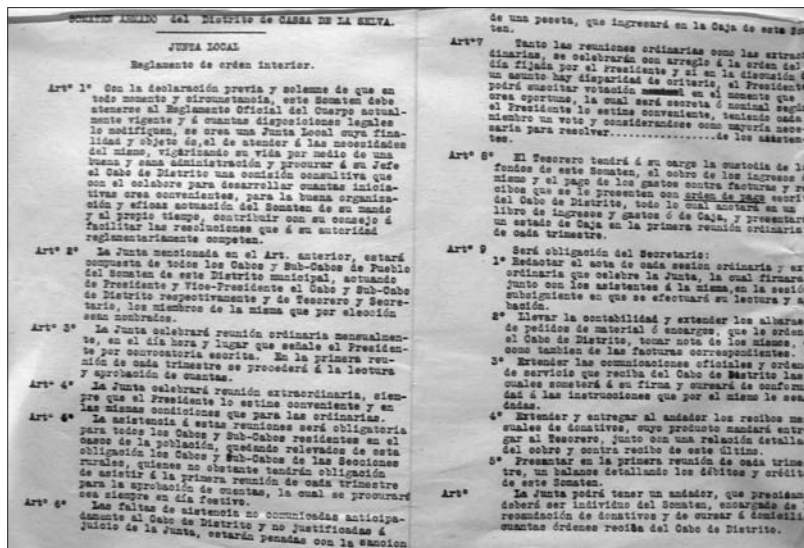 SOMATEN ARMADO del Distrito de CASSA DE LA SELVA.
JUNTA LOCAL
Reglamento de orden interior.
Artº 1º Con la declaración previa y solemne de que en
todo momento y circunstancia, este Somaten debe
atenerse al Reglamento Oficial del Cuerpo actual-
mente vigente y á cuantas disposiciones legales
lo modifiquen, se crea una Junta Local cuya fina-
lidad y objeto és,el de atender á las necesidades
del mismo, vigorizando su vida por medio de una
buena y sana administración y procurar á su Jefe
el Cabo de Distrito una comisión consultiva que
con el colabore para desarrollar cuantas inicia-
tivas crea convenientes, para la buena organiza-
ción y eficas actuación del Somaten de su mando
y al propio tiempo, contribuir con su consejo á
facilitar las resoluciones que á su autoridad
reglamentariamente competen.
Artº 2º La Junta mencionada en el Art. anterior, estará
compuesta de todos los Cabos y Sub-Cabos de Pueblo
del Somaten de este Distrito municipal, actuando
de Presidente y Vice-Presidente el Cabo y Sub-Cabo
de Distrito respectivamente y de Tesorero y Secre-
tario, los miembros de la misma que por elección
sean nombrados.
Artº 3º La Junta celebrará reunión ordinaria mensualmen-
te, en el día hora y lugar que señale el Presiden-
te por convocatoria escrita. En la primera reu-
nión de cada trimestre se procederá á la lectura
y aprobación de cuentas.
Artº 4º La Junta celebrará reunión extraordinaria, siem-
pre que el Presidente lo estime conveniente y en
las mismas condiciones que para las ordinarias.
Artº La asistencia á estas reuniones será obligatoria
para todos los Cabos y Sub-Cabos residentes en el
casco de la población, quedando relevados de esta
obligación los Cabos y Sub-Cabos de las Secciones
rurales, quienes no obstante tendrán obligación
de asistir á la primera reunión de cada trimestre
para la aprobación de cuentas, la cual se procurará
sea siempre en día festivo.
Artº 6º Las faltas de asistencia no comunicadas anticipa-
damente al Cabo de Distrito y no justificadas á
juicio de la Junta, estarán penadas con la sancion
de una peseta, que ingresará en la Caja de este
ten.
Artº7 Tanto las reuniones ordinarias como las
dinarias, se celebrarán con arreglo á la orden del
día fijada por el Presidente y si en la discusión
un asunto hay disparidad de criterio, el Presidente
podrá suscitar votación en el momento que
crea oportuno, la cual será secreta ó nominal según
el Presidente lo estime conveniente, teniendo cada
miembro un voto y considerándose como mayoría nece-
saria para resolver..............de los
tes.
Artº 8º El Tesorero tendrá á su cargo la custodia de
fondos de este Somaten, el cobro de los ingresos
mismo y el pago de los gastos contra facturas y
cibos que se le presenten con orden de pago
del Cabo de Distrito, todo lo cual anotará en un
libro de ingresos y gastos ó de Caja, y
un estado de Caja en la primera reunión ordinaria
de cada trimestre.
Artº 9 Será obligación del Secretario:
1º Redactar el acta de cada sesión ordinaria y
ordinaria que celebre la Junta, la cual firmará
junto con los asistentes á la misma,en la
subsiguiente en que se efectuará su lectura y
bación.
2º Llevar la contabilidad y extender los
de pedidos de material ó encargos, que le
el Cabo de Distrito, tomar nota de los mismos,
como tambien de las facturas correspondientes.
3º Extender las comunicaciones oficiales y
de servicio que reciba del Cabo de Distrito las
cuales someterá á su firma y cursará de
dad á las instrucciones que por el mismo le
dadas.
4º Extender y entregar al andador los recibos
suales de donativos, cuyo producto mandará
gar al Tesorero, junto con una relación
del cobro y contra recibo de este último.
5º Presentar en la primera reunión de cada
tre, un balance detallando los débitos y
de este Somaten.
Artº La Junta podrá tener un andador, que
deberá ser individuo del Somaten, encargado de
recaudación de donativos y de cursar á
cuantas órdenes reciba del Cabo de Distrito.